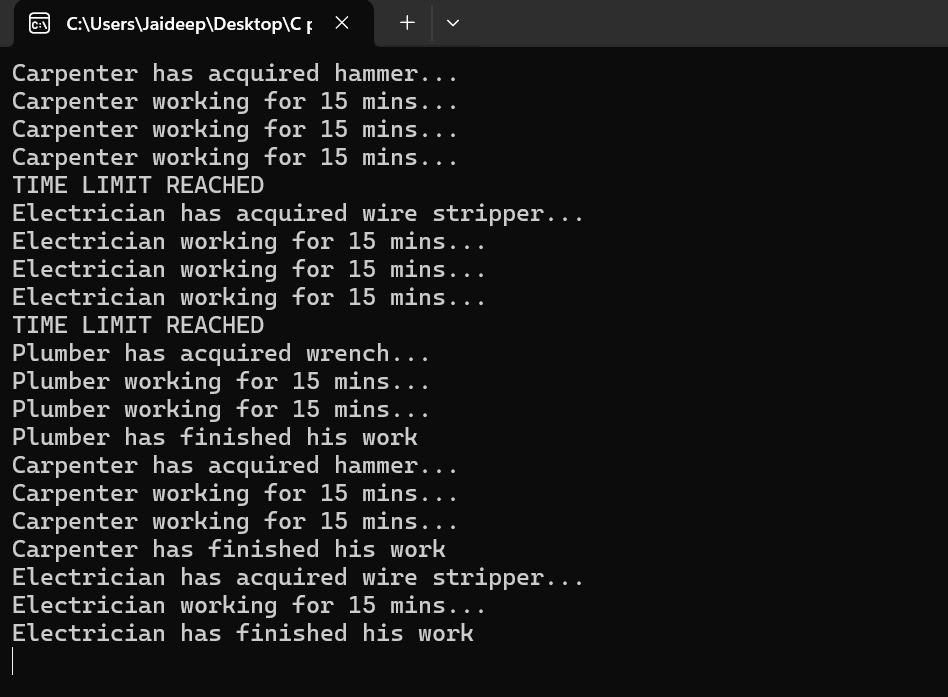 C:\Users\Jaideep\Desktop\C p
Carpenter has acquired hammer...
Carpenter working for 15 mins...
Carpenter working for 15 mins...
Carpenter working for 15 mins...
TIME LIMIT REACHED
Electrician has acquired wire stripper...
Electrician working for 15 mins...
Electrician working for 15 mins...
Electrician working for 15 mins...
TIME LIMIT REACHED
Plumber has acquired wrench...
Plumber working for 15 mins...
Plumber working for 15 mins...
Plumber has finished his work
Carpenter has acquired hammer...
Carpenter working for 15 mins...
Carpenter working for 15 mins...
Carpenter has finished his work
Electrician has acquired wire stripper...
Electrician working for 15 mins...
Electrician has finished his work